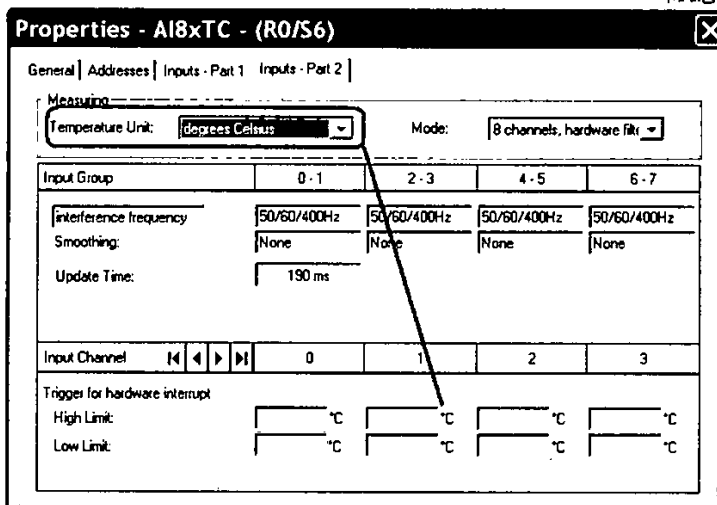 Properties - AI8xTC - (R0/S6)
General Addresses Inputs - Part 1 Inputs - Part 2
Measuring
Temperature Unit: degrees Celsius Mode: 8 channels, hardware filt
Input Group 0 - 1 2 - 3 4 - 5 6 - 7
interference frequency 50/60/400Hz 50/60/400Hz 50/60/400Hz 50/60/400Hz
Smoothing: None None None None
Update Time: 190 ms
Input Channel 0 1 2 3
Trigger for hardware interrupt
High Limit: °C °C °C °C
Low Limit: °C °C °C °C